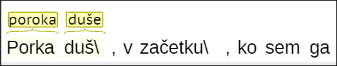 poroka duše
Porka duš\ , v začetku\ , ko sem ga